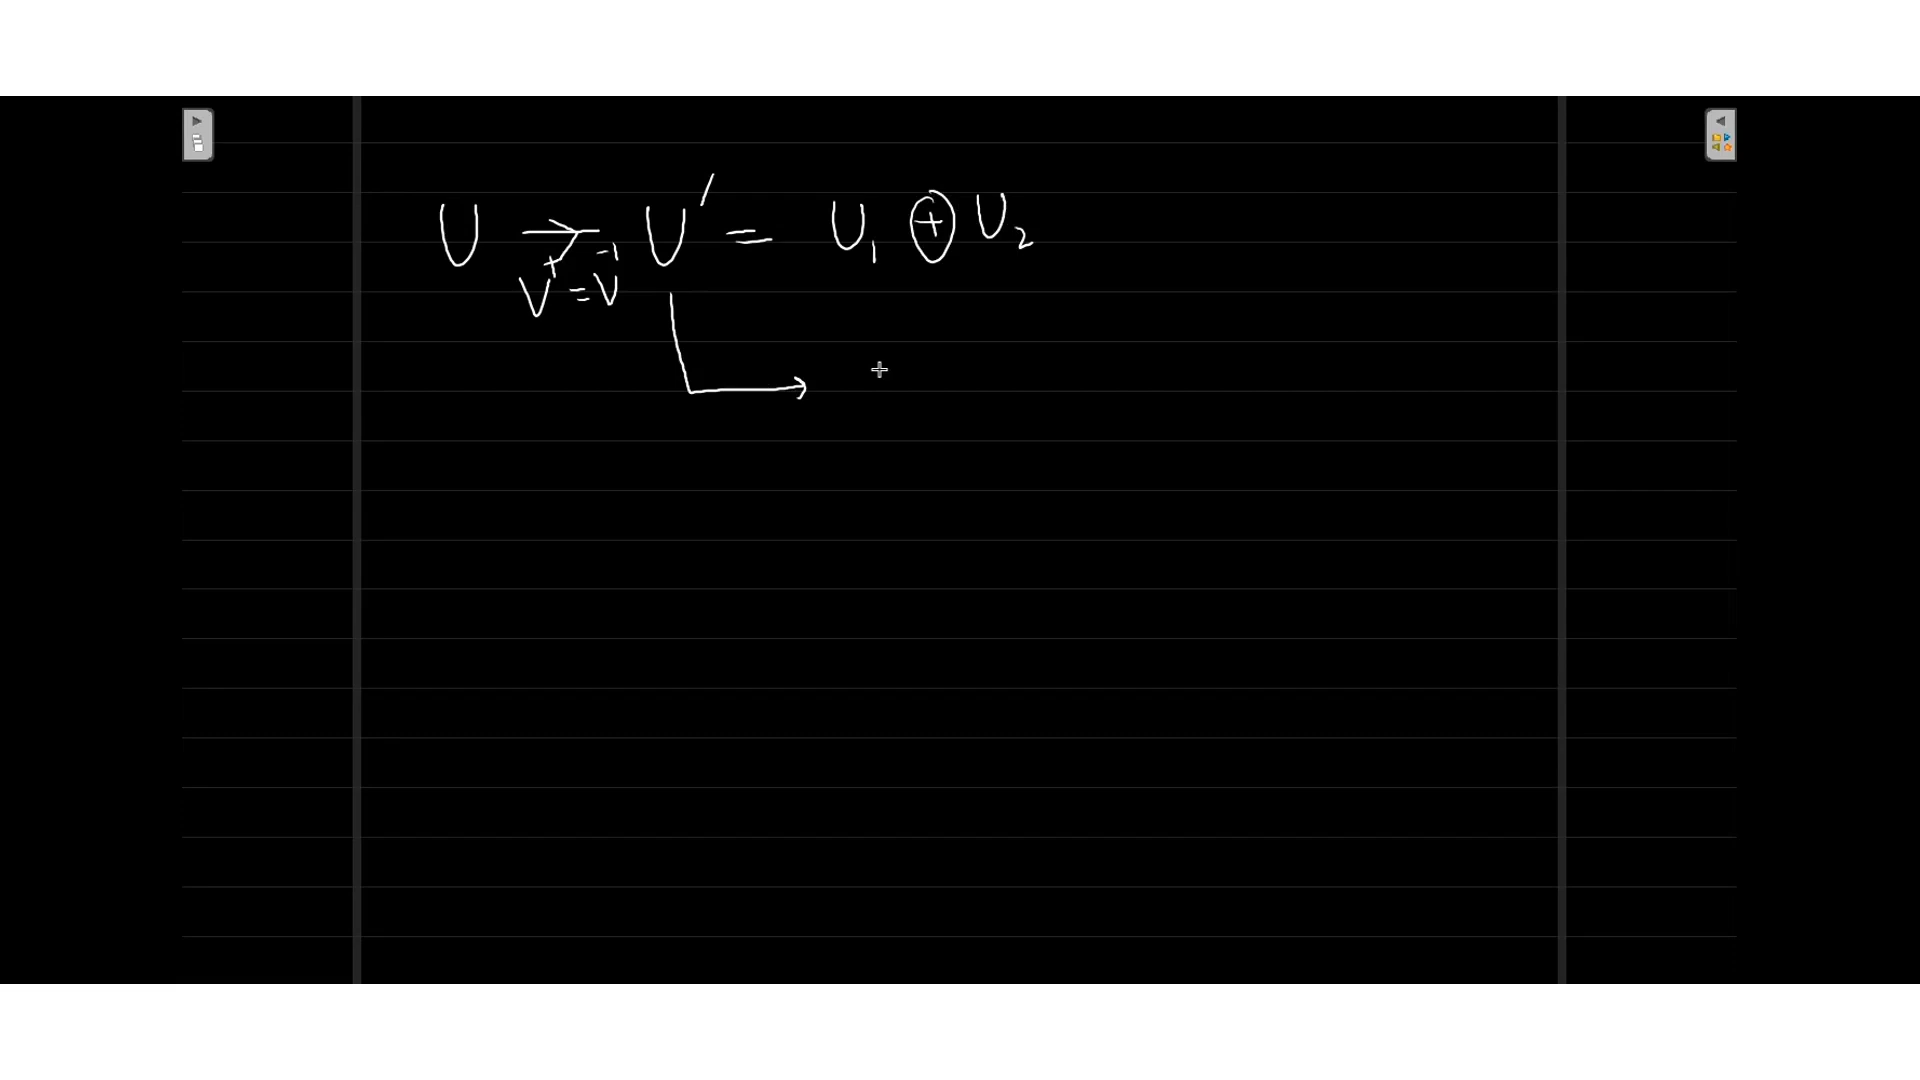 U → U′ = U₁ ⊕ U₂
V† = V⁻¹